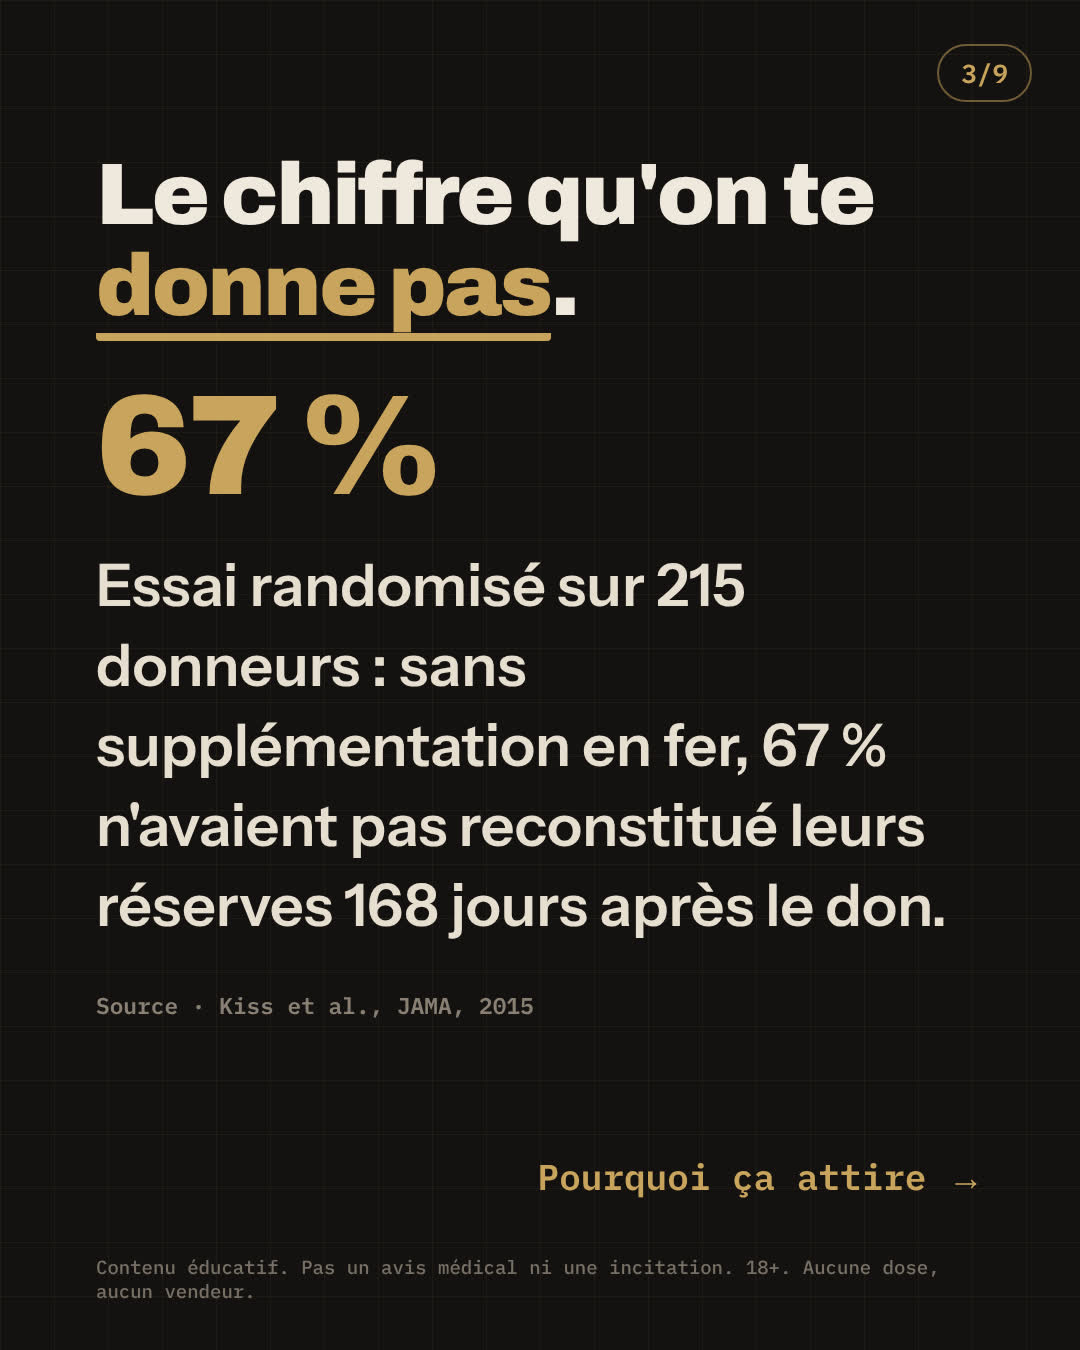 3/9
Le chiffre qu'on te
donne pas.
67 %
Essai randomisé sur 215
donneurs : sans
supplémentation en fer, 67 %
n'avaient pas reconstitué leurs
réserves 168 jours après le don.
Source · Kiss et al., JAMA, 2015
Pourquoi ça attire →
Contenu éducatif. Pas un avis médical ni une incitation. 18+. Aucune dose,
aucun vendeur.